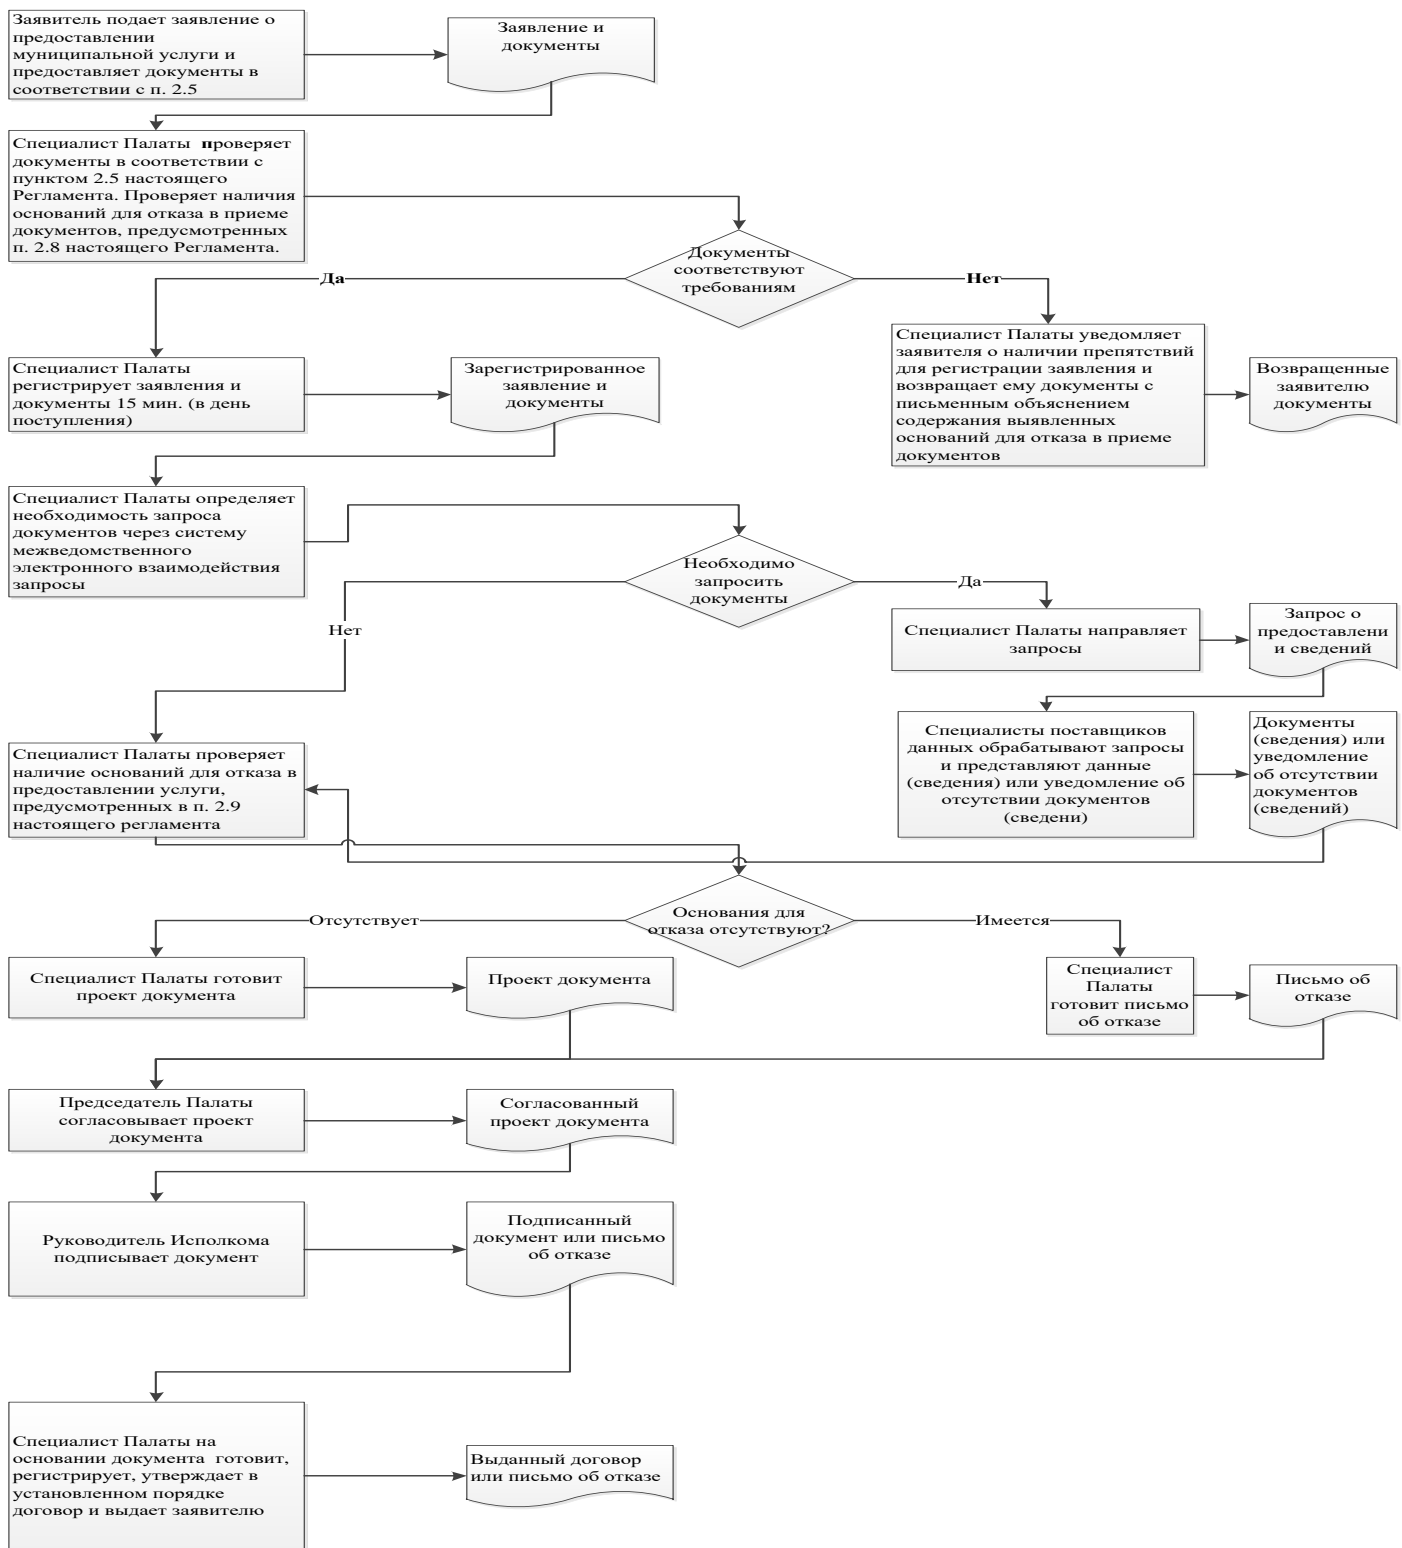 Заявитель подает заявление о
предоставлении
муниципальной услуги и
предоставляет документы в
соответствии с п. 2.5
Заявление и
документы
Специалист Палаты проверяет
документы в соответствии с
пунктом 2.5 настоящего
Регламента. Проверяет наличия
оснований для отказа в приеме
документов, предусмотренных
п. 2.8 настоящего Регламента.
Документы
соответствуют
требованиям
Да
Нет
Специалист Палаты уведомляет
заявителя о наличии препятствий
для регистрации заявления и
возвращает ему документы с
письменным объяснением
содержания выявленных
оснований для отказа в приеме
документов
Возвращенные
заявителю
документы
Специалист Палаты
регистрирует заявления и
документы 15 мин. (в день
поступления)
Зарегистрированное
заявление и
документы
Специалист Палаты определяет
необходимость запроса
документов через систему
межведомственного
электронного взаимодействия
запросы
Необходимо
запросить
документы
Да
Нет
Специалист Палаты направляет
запросы
Запрос о
предоставлени
и сведений
Специалисты поставщиков
данных обрабатывают запросы
и представляют данные
(сведения) или уведомление об
отсутствии документов
(сведени)
Документы
(сведения) или
уведомление
об отсутствии
документов
(сведений)
Специалист Палаты проверяет
наличие оснований для отказа в
предоставлении услуги,
предусмотренных в п. 2.9
настоящего регламента
Основания для
отказа отсутствуют?
Отсутствует
Имеется
Специалист Палаты готовит
проект документа
Проект документа
Специалист
Палаты
готовит письмо
об отказе
Письмо об
отказе
Председатель Палаты
согласовывает проект
документа
Согласованный
проект документа
Руководитель Исполкома
подписывает документ
Подписанный
документ или письмо
об отказе
Специалист Палаты на
основании документа готовит,
регистрирует, утверждает в
установленном порядке
договор и выдает заявителю
Выданный договор
или письмо об отказе